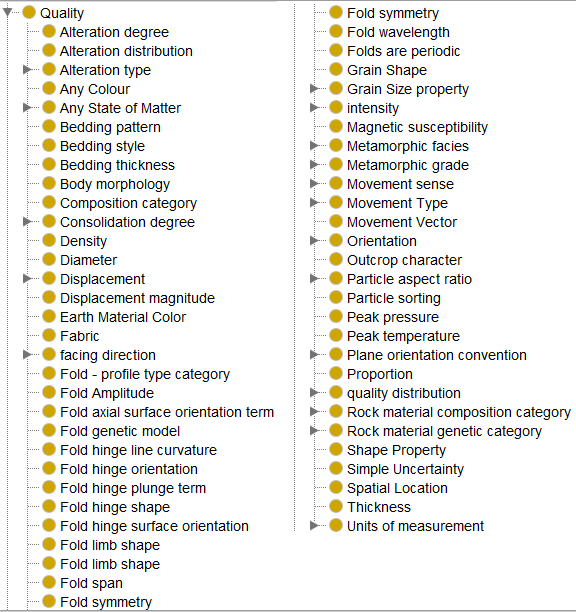 Quality
Alteration degree
Alteration distribution
Alteration type
Any Colour
Any State of Matter
Bedding pattern
Bedding style
Bedding thickness
Body morphology
Composition category
Consolidation degree
Density
Diameter
Displacement
Displacement magnitude
Earth Material Color
Fabric
facing direction
Fold - profile type category
Fold Amplitude
Fold axial surface orientation term
Fold genetic model
Fold hinge line curvature
Fold hinge orientation
Fold hinge plunge term
Fold hinge shape
Fold hinge surface orientation
Fold limb shape
Fold limb shape
Fold span
Fold symmetry
Fold symmetry
Fold wavelength
Folds are periodic
Grain Shape
Grain Size property
intensity
Magnetic susceptibility
Metamorphic facies
Metamorphic grade
Movement sense
Movement Type
Movement Vector
Orientation
Outcrop character
Particle aspect ratio
Particle sorting
Peak pressure
Peak temperature
Plane orientation convention
Proportion
quality distribution
Rock material composition category
Rock material genetic category
Shape Property
Simple Uncertainty
Spatial Location
Thickness
Units of measurement